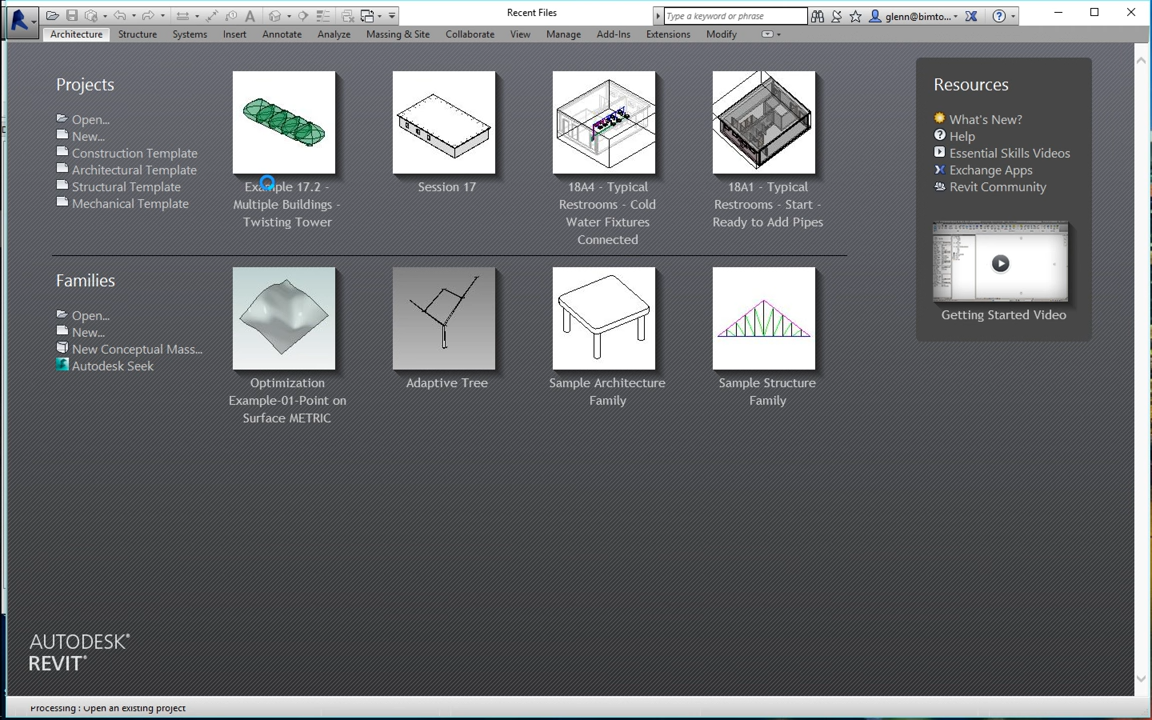 Recent Files
Type a keyword or phrase
glenn@bimto...
Architecture
Structure
Systems
Insert
Annotate
Analyze
Massing & Site
Collaborate
View
Manage
Add-Ins
Extensions
Modify
Projects
Open...
New...
Construction Template
Architectural Template
Structural Template
Mechanical Template
Example 17.2 -
Multiple Buildings -
Twisting Tower
Session 17
18A4 - Typical
Restrooms - Cold
Water Fixtures
Connected
18A1 - Typical
Restrooms - Start -
Ready to Add Pipes
Families
Open...
New...
New Conceptual Mass...
Autodesk Seek
Optimization
Example-01-Point on
Surface METRIC
Adaptive Tree
Sample Architecture
Family
Sample Structure
Family
Resources
What's New?
Help
Essential Skills Videos
Exchange Apps
Revit Community
Getting Started Video
AUTODESK®
REVIT®
Processing : Open an existing project